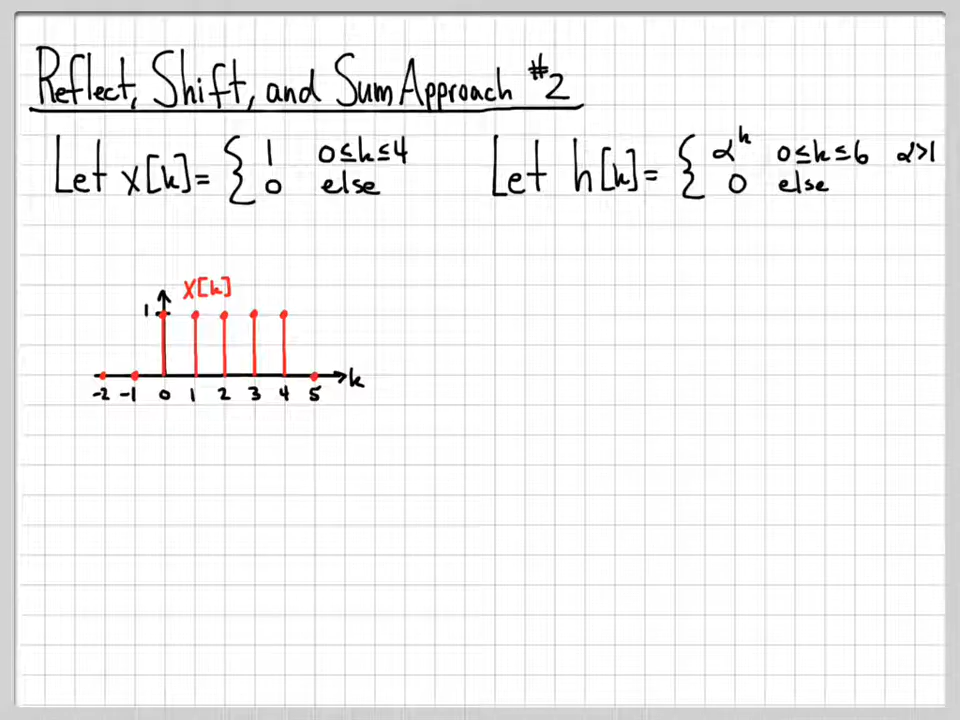 Reflect, Shift, and Sum Approach #2
Let x[k] = { 1 0≤k≤4
0 else
Let h[k] = { α^k 0≤k≤6 α>1
0 else
x[k]
1
k
-2 -1 0 1 2 3 4 5